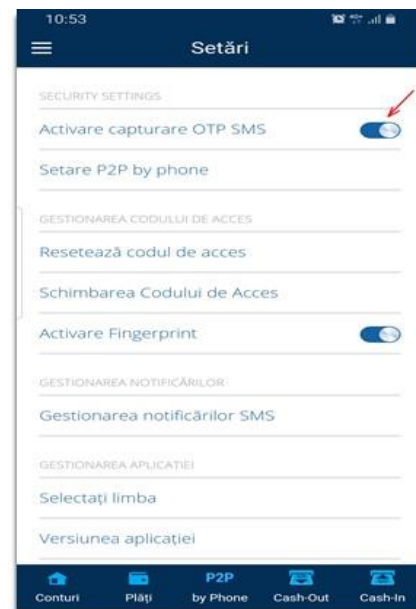 10:53
Setări
SECURITY SETTINGS
Activare capturare OTP SMS
Setare P2P by phone
GESTIONAREA CODULUI DE ACCES
Resetează codul de acces
Schimbarea Codului de Acces
Activare Fingerprint
GESTIONAREA NOTIFICĂRILOR
Gestionarea notificărilor SMS
GESTIONAREA APLICAȚIEI
Selectați limba
Versiunea aplicației
P2P
Conturi Plăți by Phone Cash-Out Cash-In